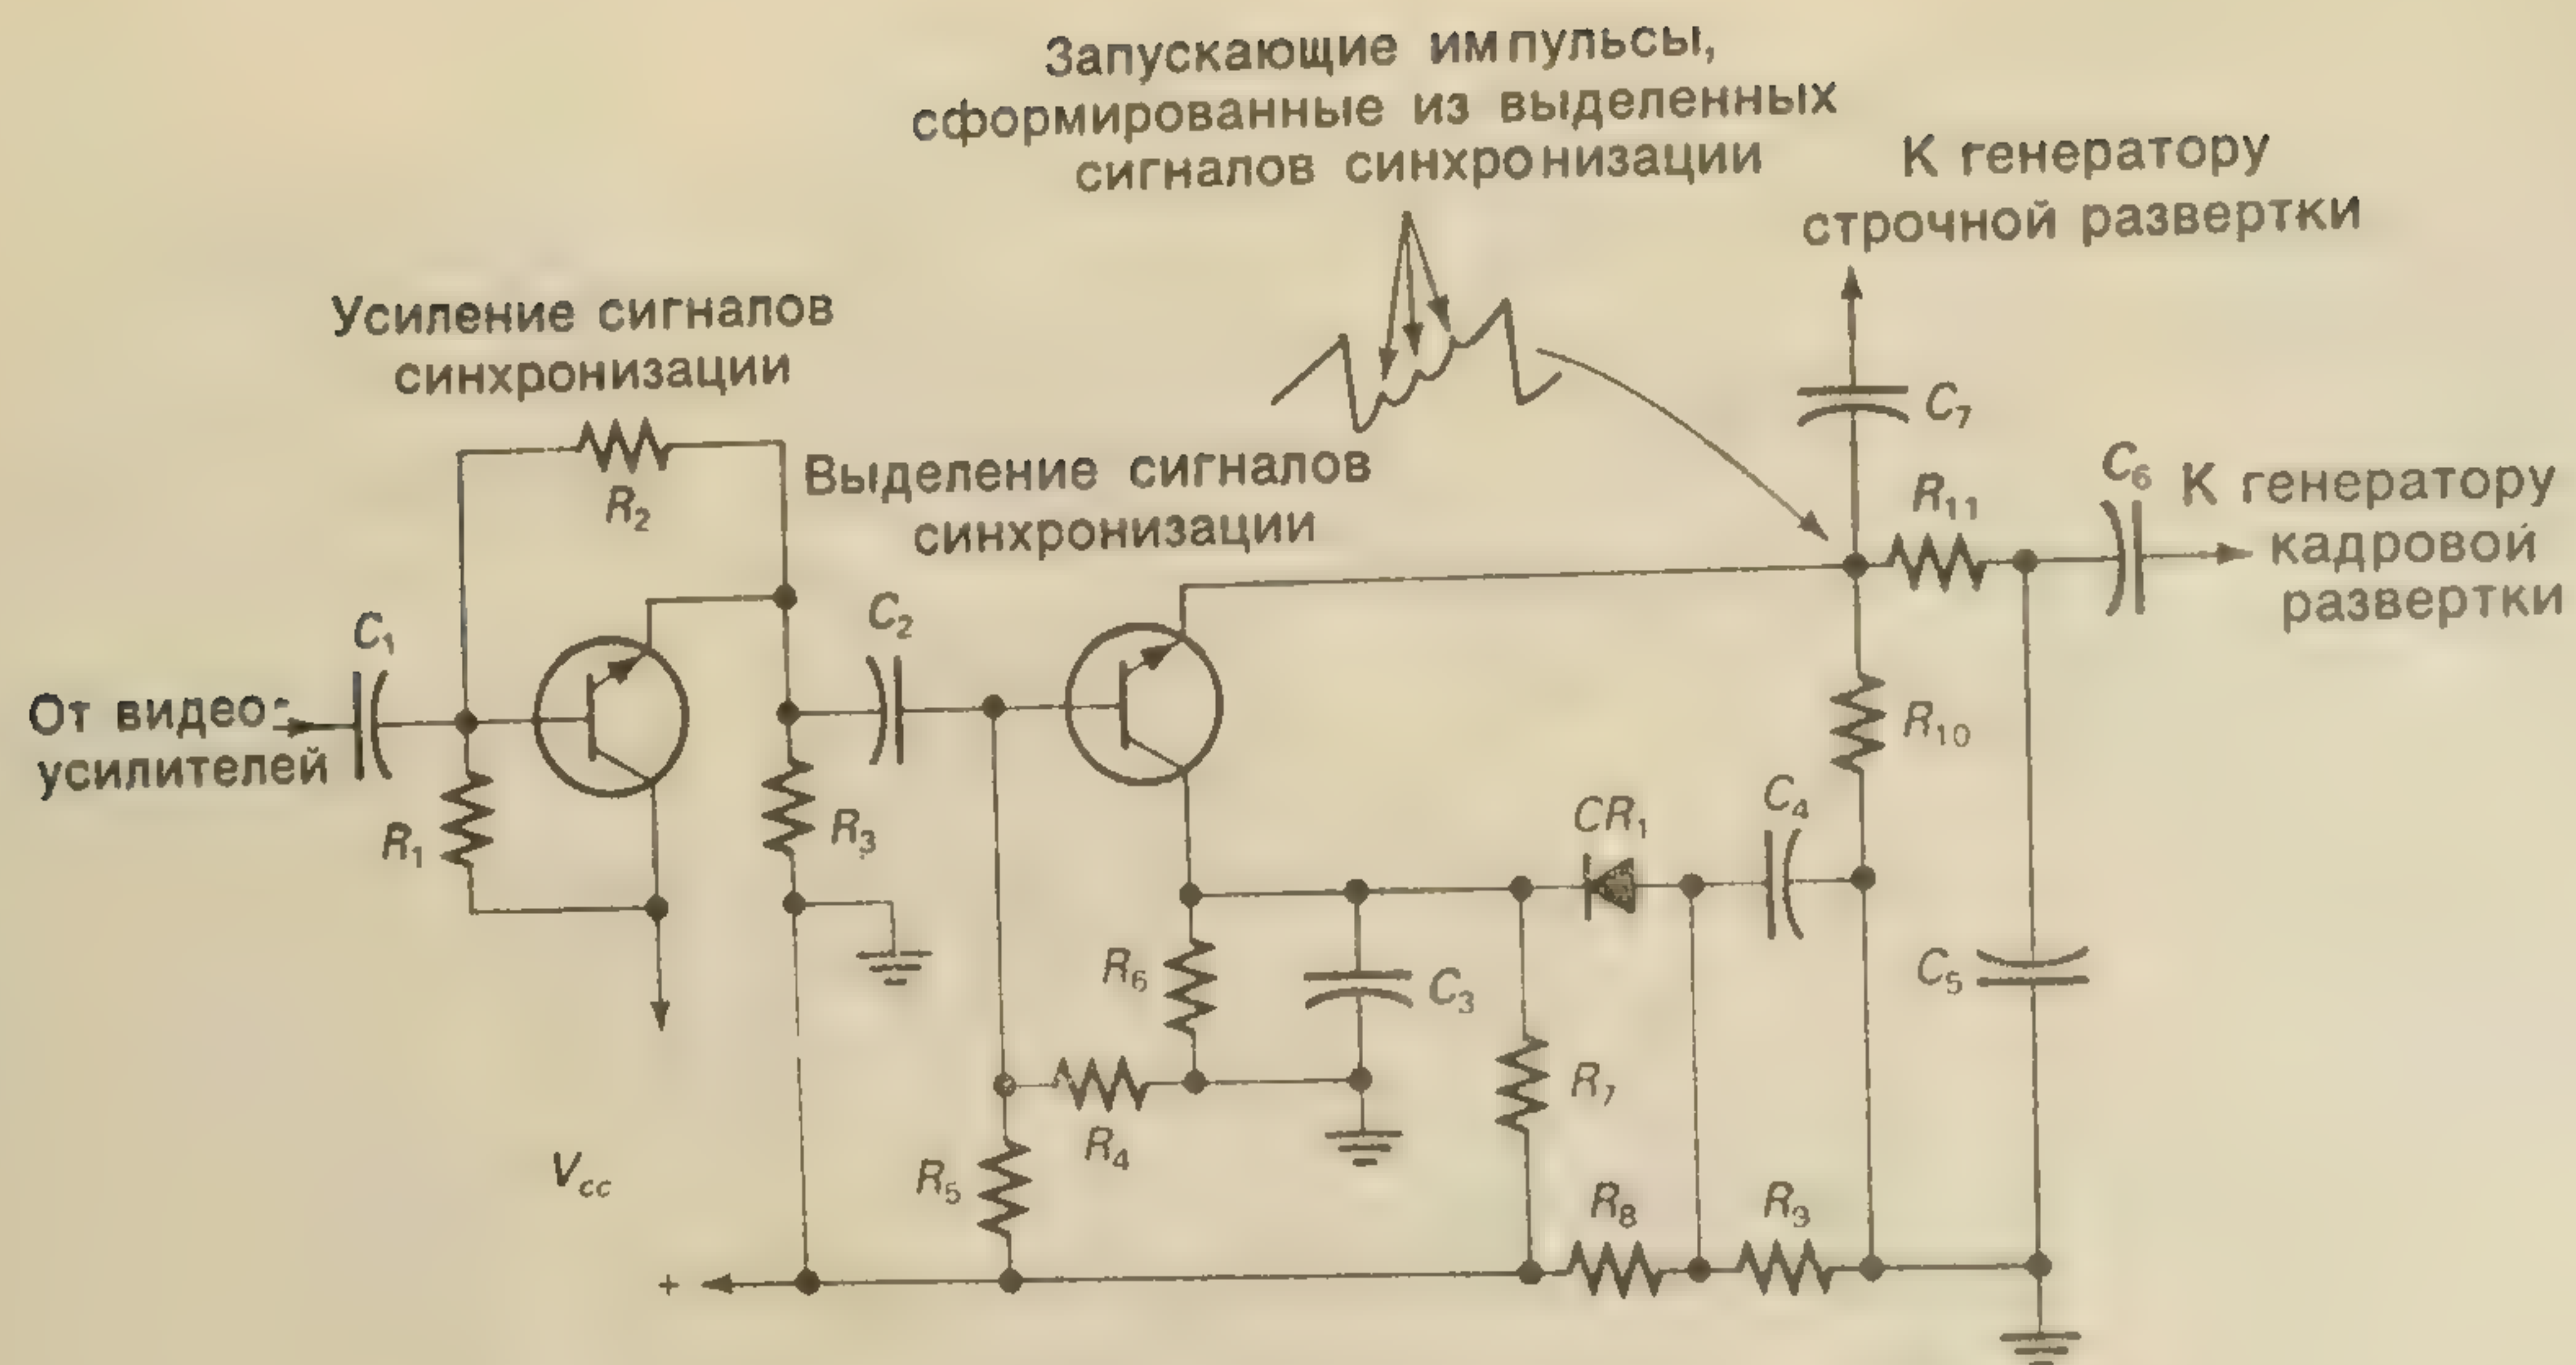 Запускающие импульсы,
сформированные из выделенных
сигналов синхронизации
К генератору
строчной развертки
Усиление сигналов
синхронизации
C7
R2
Выделение сигналов
синхронизации
R11
C6
К генератору
кадровой
развертки
C1
C2
От видео-
усилителей
R10
R1
R3
CR1
C4
R6
C3
C5
R7
R4
Vcc
R5
R8
R9
+